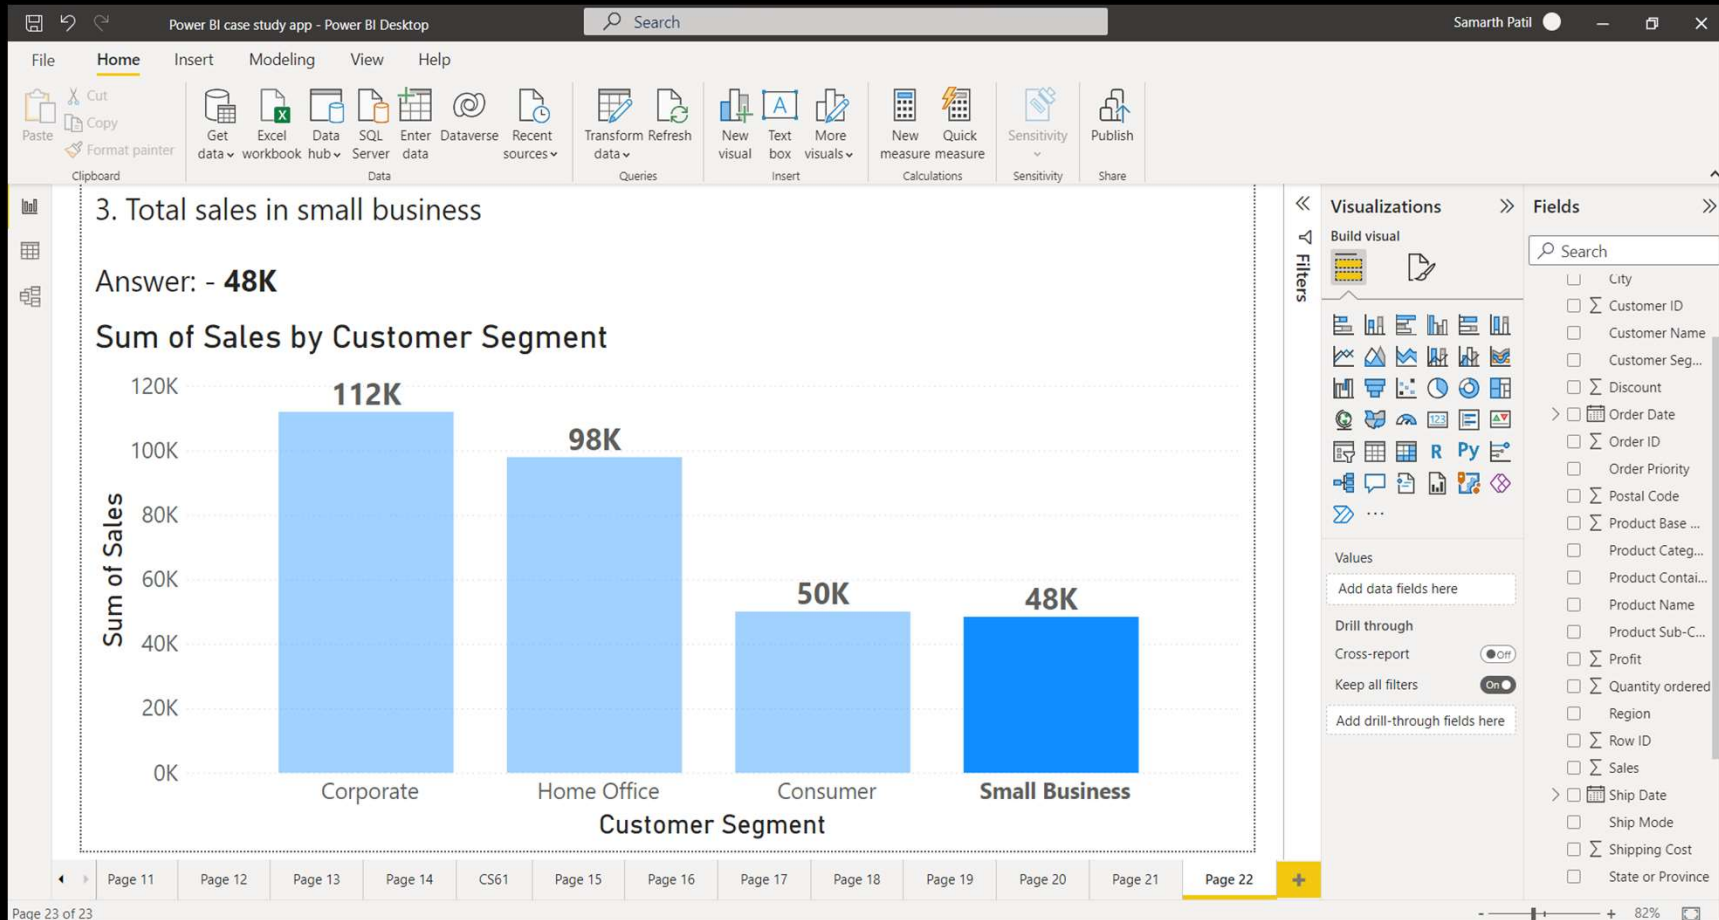 Power BI case study app - Power BI Desktop
Search
Samarth Patil
File Home Insert Modeling View Help
Paste
Cut
Copy
Format painter
Clipboard
Get data
Excel workbook
Data hub
SQL Server
Enter data
Dataverse
Recent sources
Data
Transform data
Refresh
Queries
New visual
Text box
More visuals
Insert
New measure
Quick measure
Calculations
Sensitivity
Sensitivity
Publish
Share
3. Total sales in small business
Answer: - 48K
Sum of Sales by Customer Segment
120K
100K
80K
60K
40K
20K
0K
Sum of Sales
112K
98K
50K
48K
Corporate Home Office Consumer Small Business
Customer Segment
Filters
Visualizations
Build visual
123
R
Py
...
Values
Add data fields here
Drill through
Cross-report
Off
Keep all filters
On
Add drill-through fields here
Fields
Search
City
Customer ID
Customer Name
Customer Seg...
Discount
Order Date
Order ID
Order Priority
Postal Code
Product Base ...
Product Categ...
Product Contai...
Product Name
Product Sub-C...
Profit
Quantity ordered
Region
Row ID
Sales
Ship Date
Ship Mode
Shipping Cost
State or Province
Page 11 Page 12 Page 13 Page 14 CS61 Page 15 Page 16 Page 17 Page 18 Page 19 Page 20 Page 21 Page 22
Page 23 of 23
82%